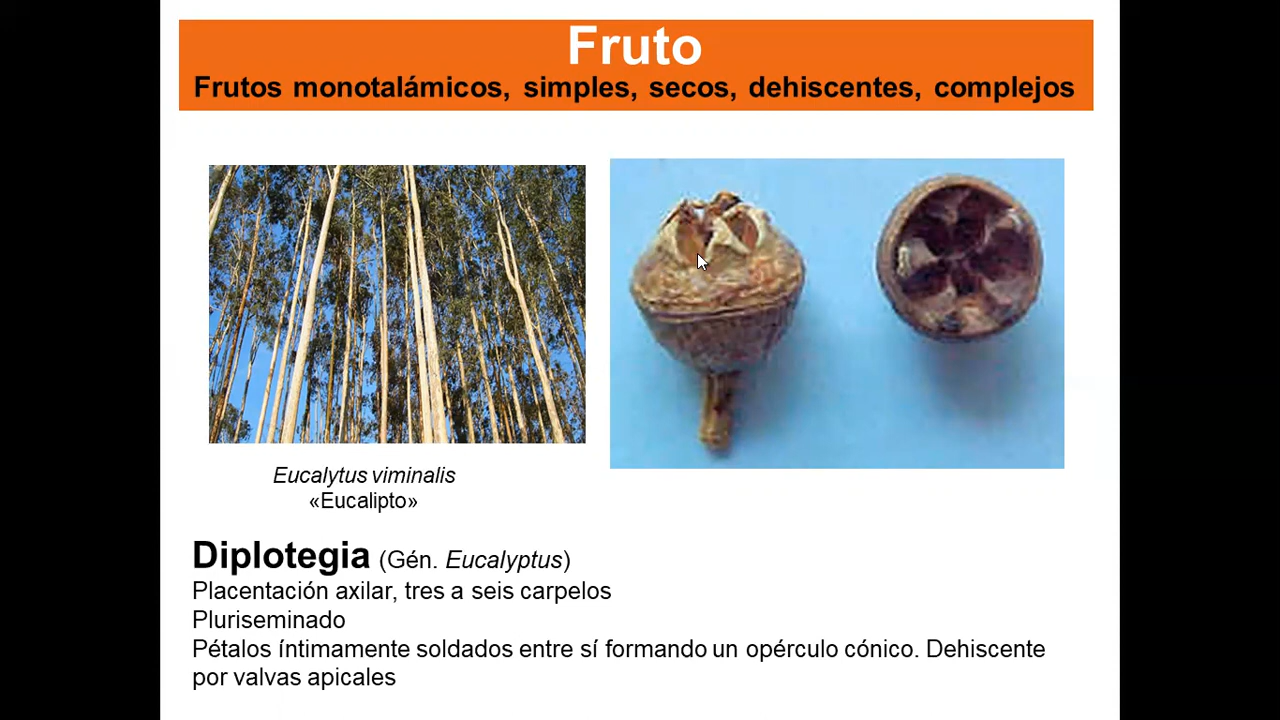 Fruto
Frutos monotalámicos, simples, secos, dehiscentes, complejos
Eucalytus viminalis
«Eucalipto»
Diplotegia (Gén. Eucalyptus)
Placentación axilar, tres a seis carpelos
Pluriseminado
Pétalos íntimamente soldados entre sí formando un opérculo cónico. Dehiscente
por valvas apicales